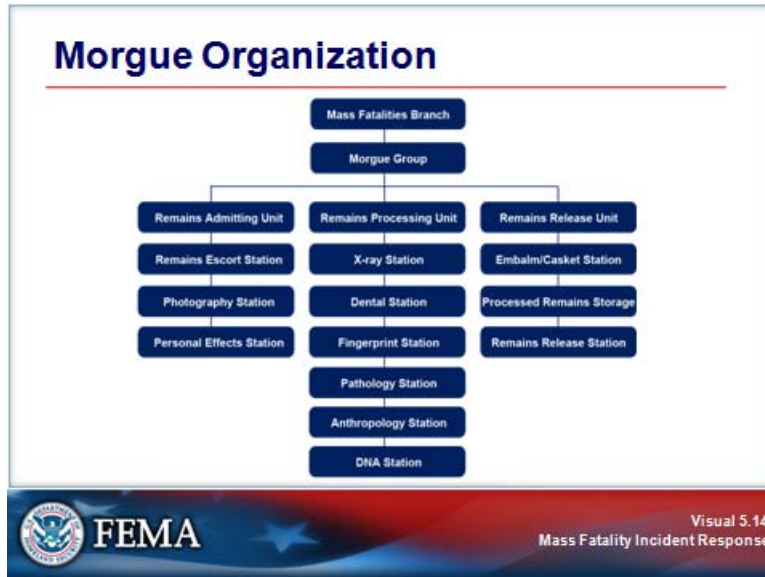 Morgue Organization
Mass Fatalities Branch
Morgue Group
Remains Admitting Unit
Remains Escort Station
Photography Station
Personal Effects Station
Remains Processing Unit
X-ray Station
Dental Station
Fingerprint Station
Pathology Station
Anthropology Station
DNA Station
Remains Release Unit
Embalm/Casket Station
Processed Remains Storage
Remains Release Station
FEMA
Visual 5.14
Mass Fatality Incident Response